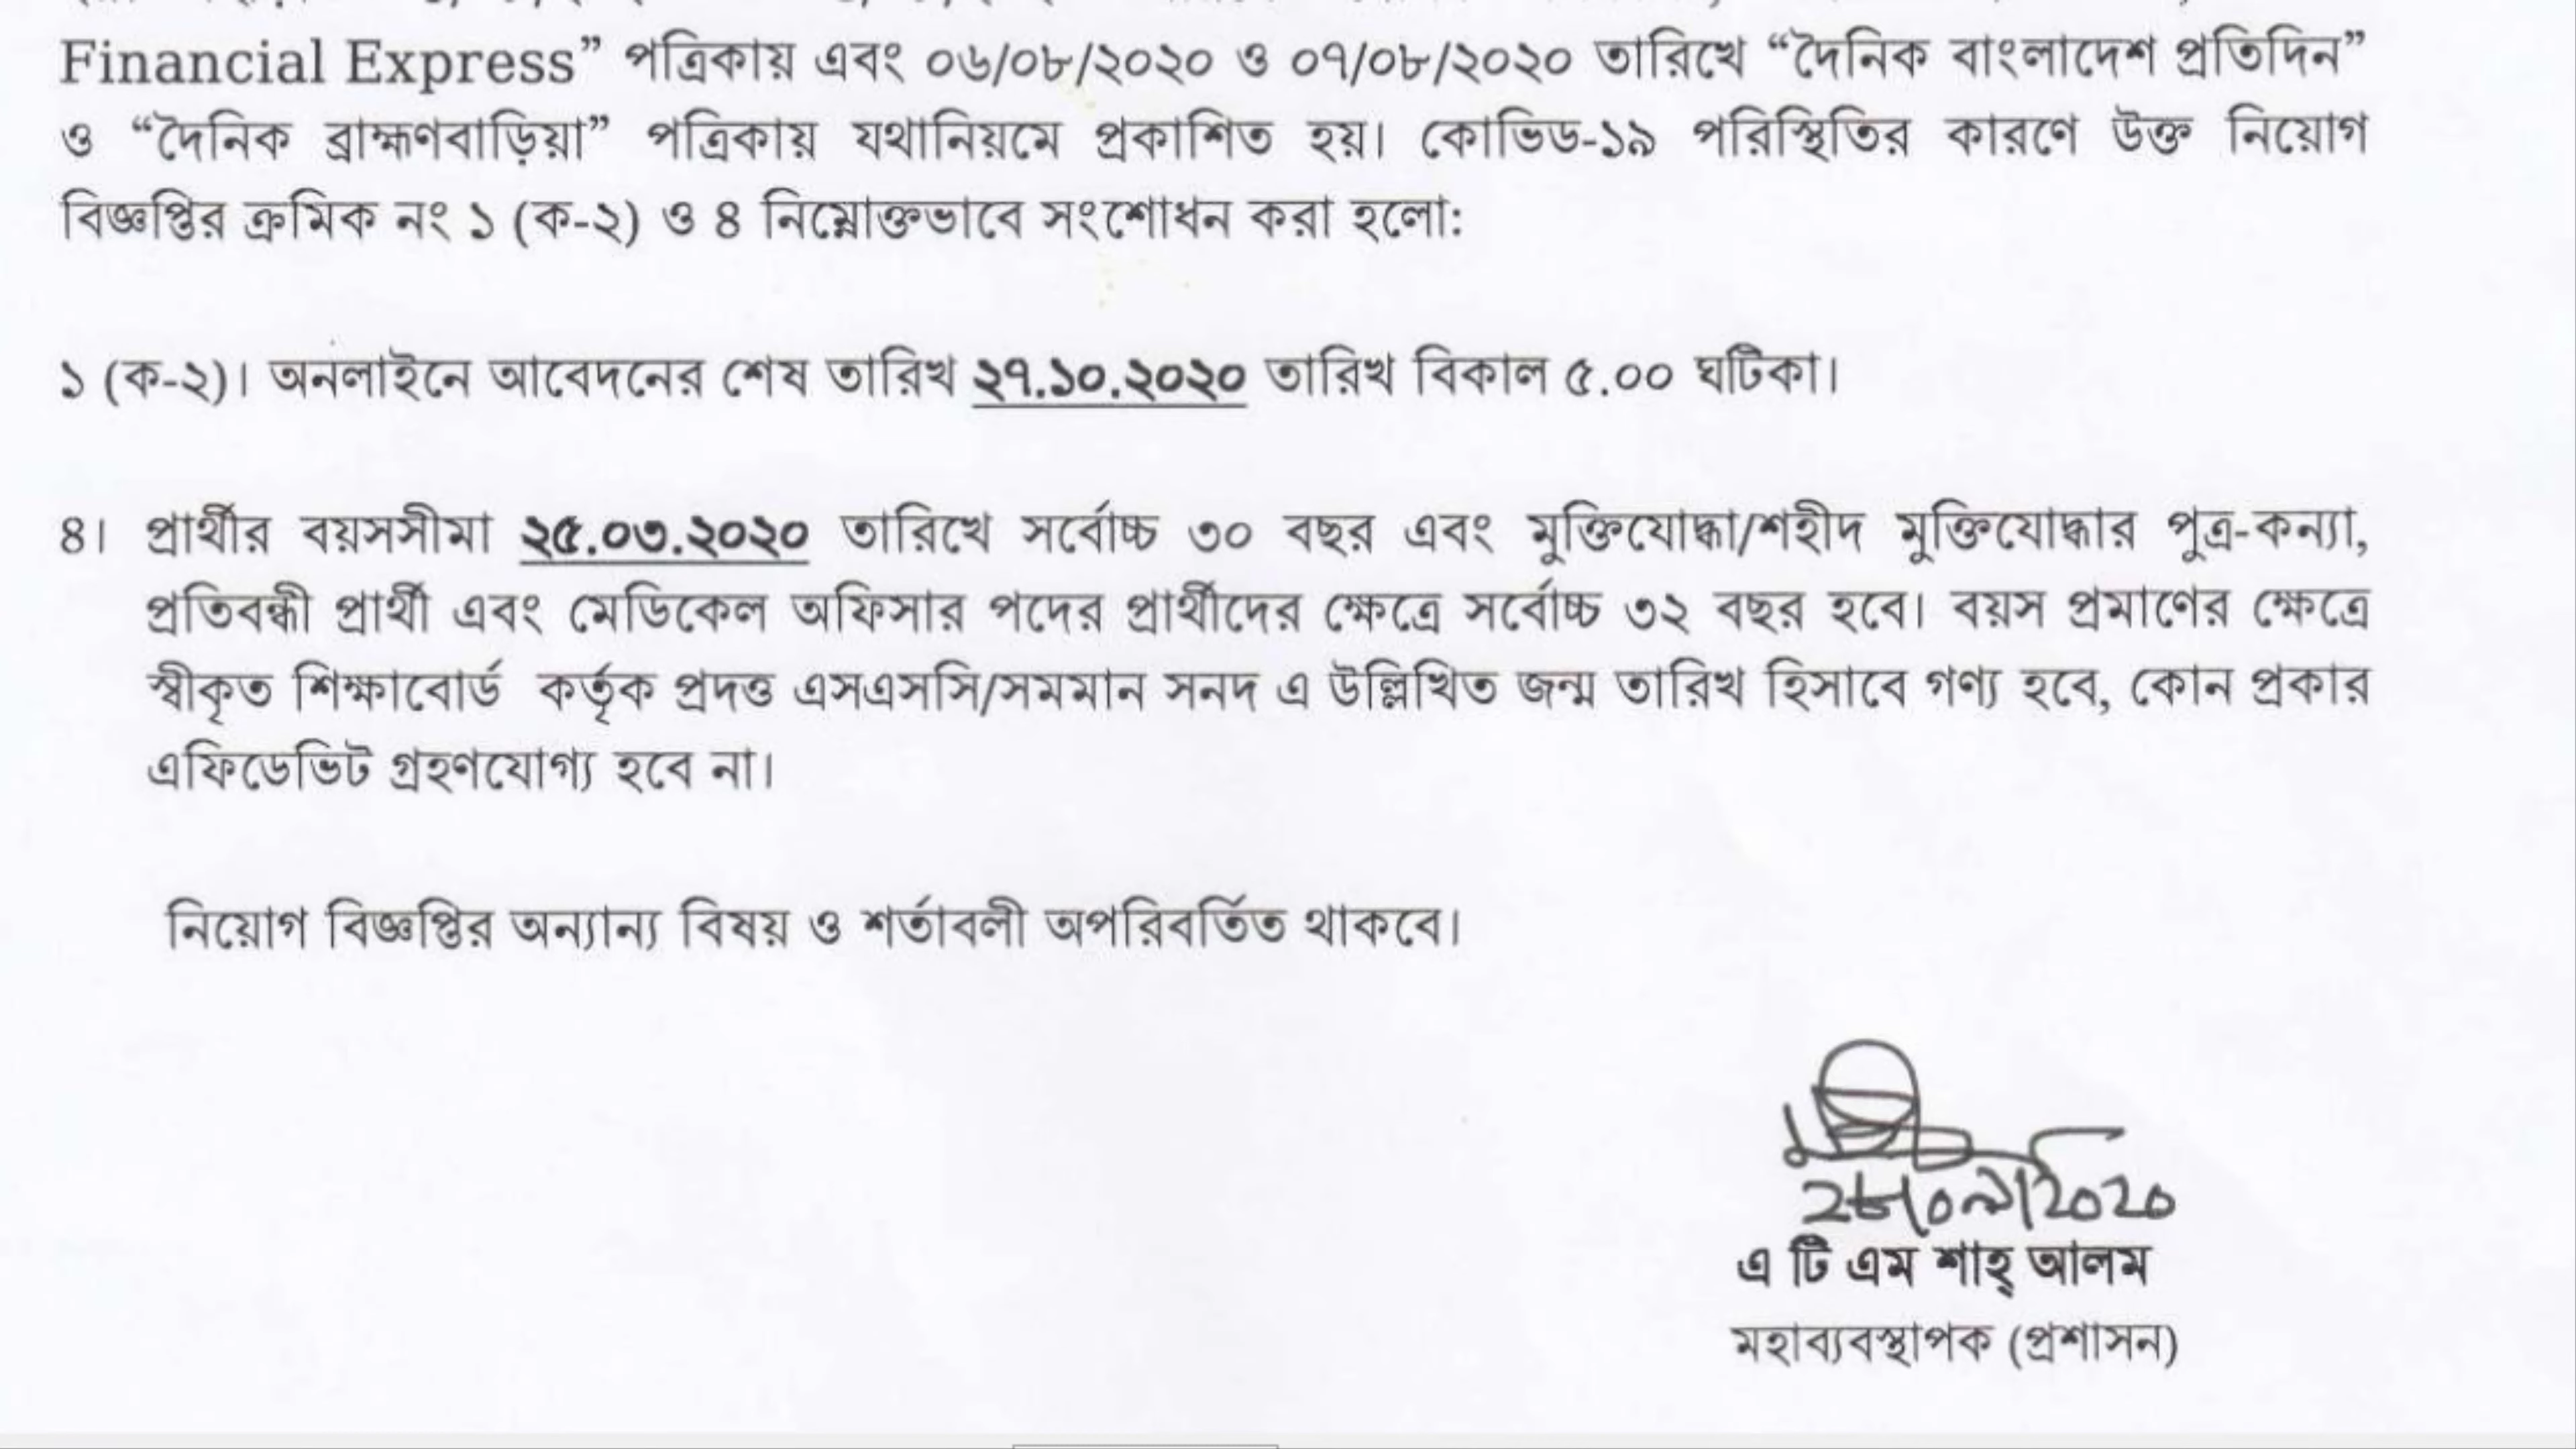 Financial Express” পত্রিকায় এবং ০৬/০৮/২০২০ ও ০৭/০৮/২০২০ তারিখে “দৈনিক বাংলাদেশ প্রতিদিন”
ও “দৈনিক ব্রাহ্মণবাড়িয়া” পত্রিকায় যথানিয়মে প্রকাশিত হয়। কোভিড-১৯ পরিস্থিতির কারণে উক্ত নিয়োগ
বিজ্ঞপ্তির ক্রমিক নং ১ (ক-২) ও ৪ নিম্নোক্তভাবে সংশোধন করা হলো:
১ (ক-২)। অনলাইনে আবেদনের শেষ তারিখ ২৭.১০.২০২০ তারিখ বিকাল ৫.০০ ঘটিকা।
৪। প্রার্থীর বয়সসীমা ২৫.০৩.২০২০ তারিখে সর্বোচ্চ ৩০ বছর এবং মুক্তিযোদ্ধা/শহীদ মুক্তিযোদ্ধার পুত্র-কন্যা,
প্রতিবন্ধী প্রার্থী এবং মেডিকেল অফিসার পদের প্রার্থীদের ক্ষেত্রে সর্বোচ্চ ৩২ বছর হবে। বয়স প্রমাণের ক্ষেত্রে
স্বীকৃত শিক্ষাবোর্ড কর্তৃক প্রদত্ত এসএসসি/সমমান সনদ এ উল্লিখিত জন্ম তারিখ হিসাবে গণ্য হবে, কোন প্রকার
এফিডেভিট গ্রহণযোগ্য হবে না।
নিয়োগ বিজ্ঞপ্তির অন্যান্য বিষয় ও শর্তাবলী অপরিবর্তিত থাকবে।
২৮/০৯/২০২০
এ টি এম শাহ্ আলম
মহাব্যবস্থাপক (প্রশাসন)